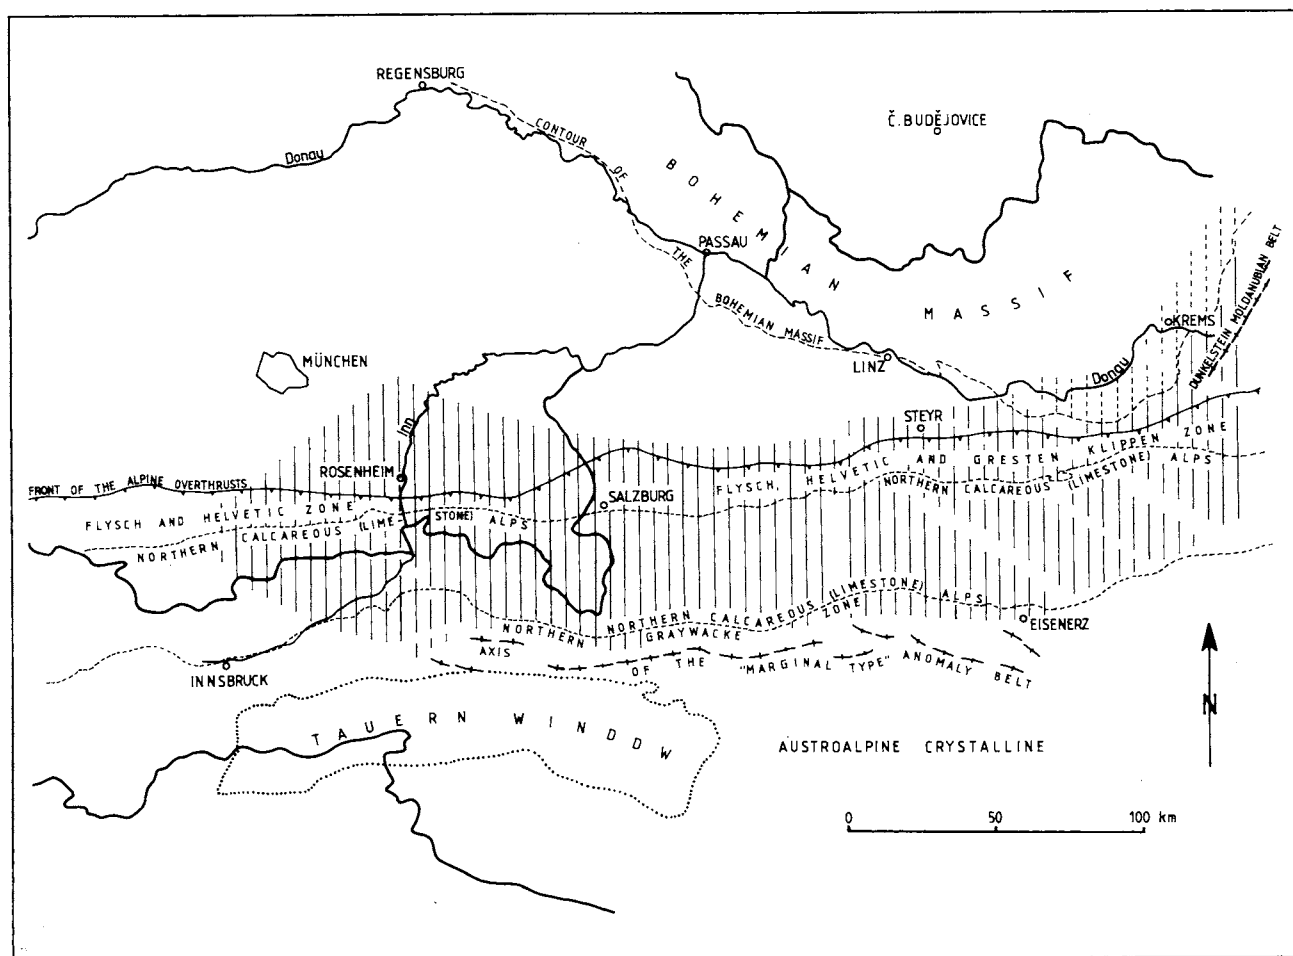 REGENSBURG
Č. BUDĚJOVICE
Donau
CONTOUR OF THE BOHEMIAN MASSIF
BOHEMIAN MASSIF
PASSAU
KREMS
DUNKELSTEIN MOLDANUBIAN BELT
MÜNCHEN
LINZ
Donau
Inn
STEYR
ROSENHEIM
FRONT OF THE ALPINE OVERTHRUSTS
SALZBURG
FLYSCH, HELVETIC AND GRESTEN KLIPPEN ZONE
NORTHERN CALCAREOUS (LIMESTONE) ALPS
FLYSCH AND HELVETIC ZONE
NORTHERN CALCAREOUS (LIME-STONE) ALPS
NORTHERN CALCAREOUS (LIMESTONE) ALPS
NORTHERN GRAYWACKE ZONE
EISENERZ
AXIS OF THE "MARGINAL TYPE" ANOMALY BELT
INNSBRUCK
TAUERN WINDDW
AUSTROALPINE CRYSTALLINE
N
0 50 100 km